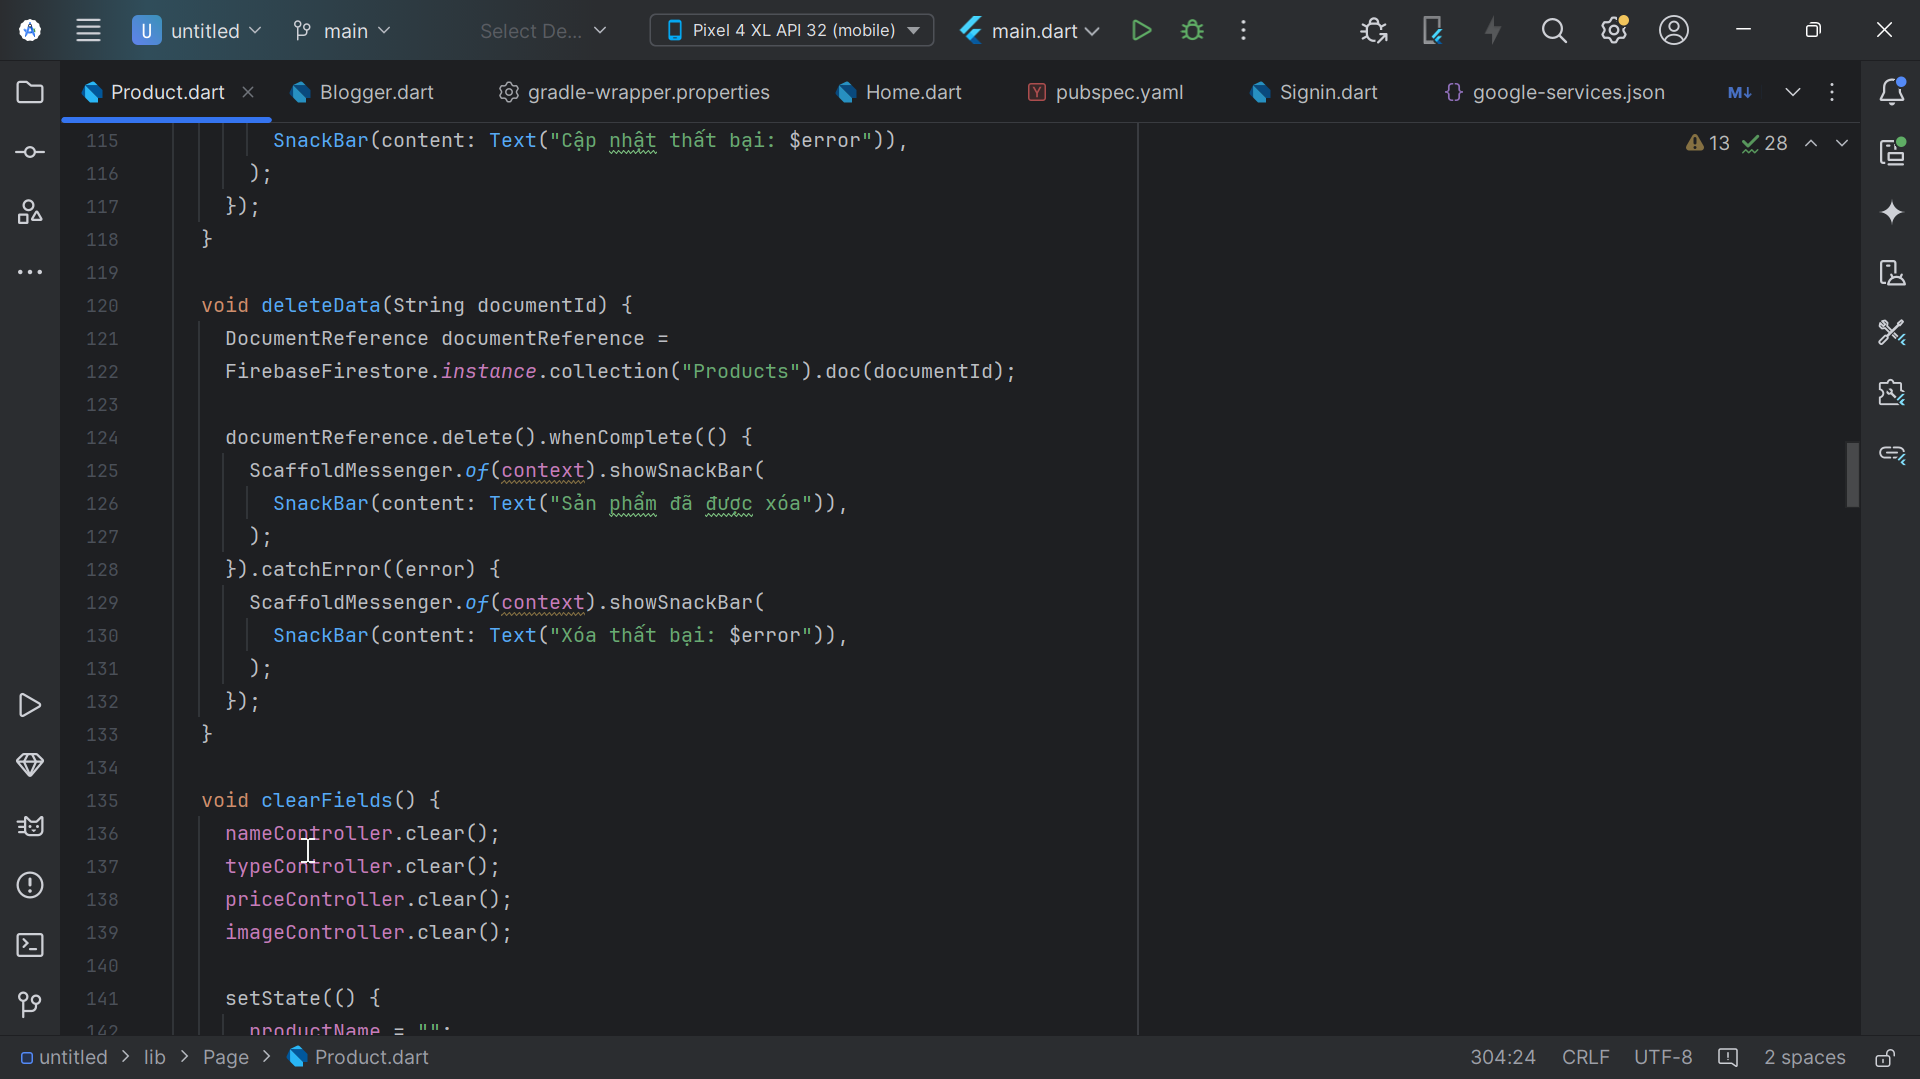 U untitled main Select De... Pixel 4 XL API 32 (mobile) main.dart
Product.dart Blogger.dart gradle-wrapper.properties Home.dart Y pubspec.yaml Signin.dart {} google-services.json M↓
115 SnackBar(content: Text("Cập nhật thất bại: $error")), 13 28
116 );
117 });
118 }
119
120 void deleteData(String documentId) {
121 DocumentReference documentReference =
122 FirebaseFirestore.instance.collection("Products").doc(documentId);
123
124 documentReference.delete().whenComplete(() {
125 ScaffoldMessenger.of(context).showSnackBar(
126 SnackBar(content: Text("Sản phẩm đã được xóa")),
127 );
128 }).catchError((error) {
129 ScaffoldMessenger.of(context).showSnackBar(
130 SnackBar(content: Text("Xóa thất bại: $error")),
131 );
132 });
133 }
134
135 void clearFields() {
136 nameController.clear();
137 typeController.clear();
138 priceController.clear();
139 imageController.clear();
140
141 setState(() {
142 productName = "";
untitled > lib > Page > Product.dart 304:24 CRLF UTF-8 2 spaces